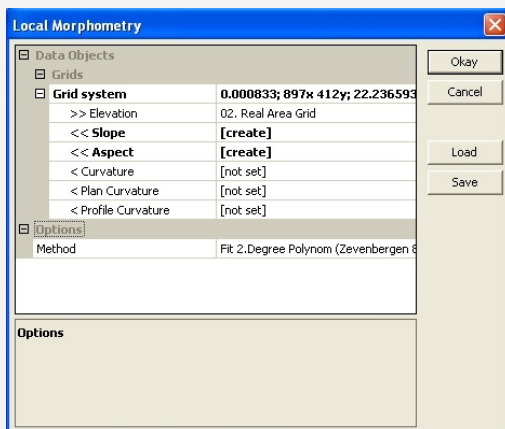 Local Morphometry
Data Objects
Grids
Grid system 0.000833; 897x 412y; 22.236593
>> Elevation 02. Real Area Grid
<< Slope [create]
<< Aspect [create]
< Curvature [not set]
< Plan Curvature [not set]
< Profile Curvature [not set]
Options
Method Fit 2.Degree Polynom (Zevenbergen &
Okay
Cancel
Load
Save
Options